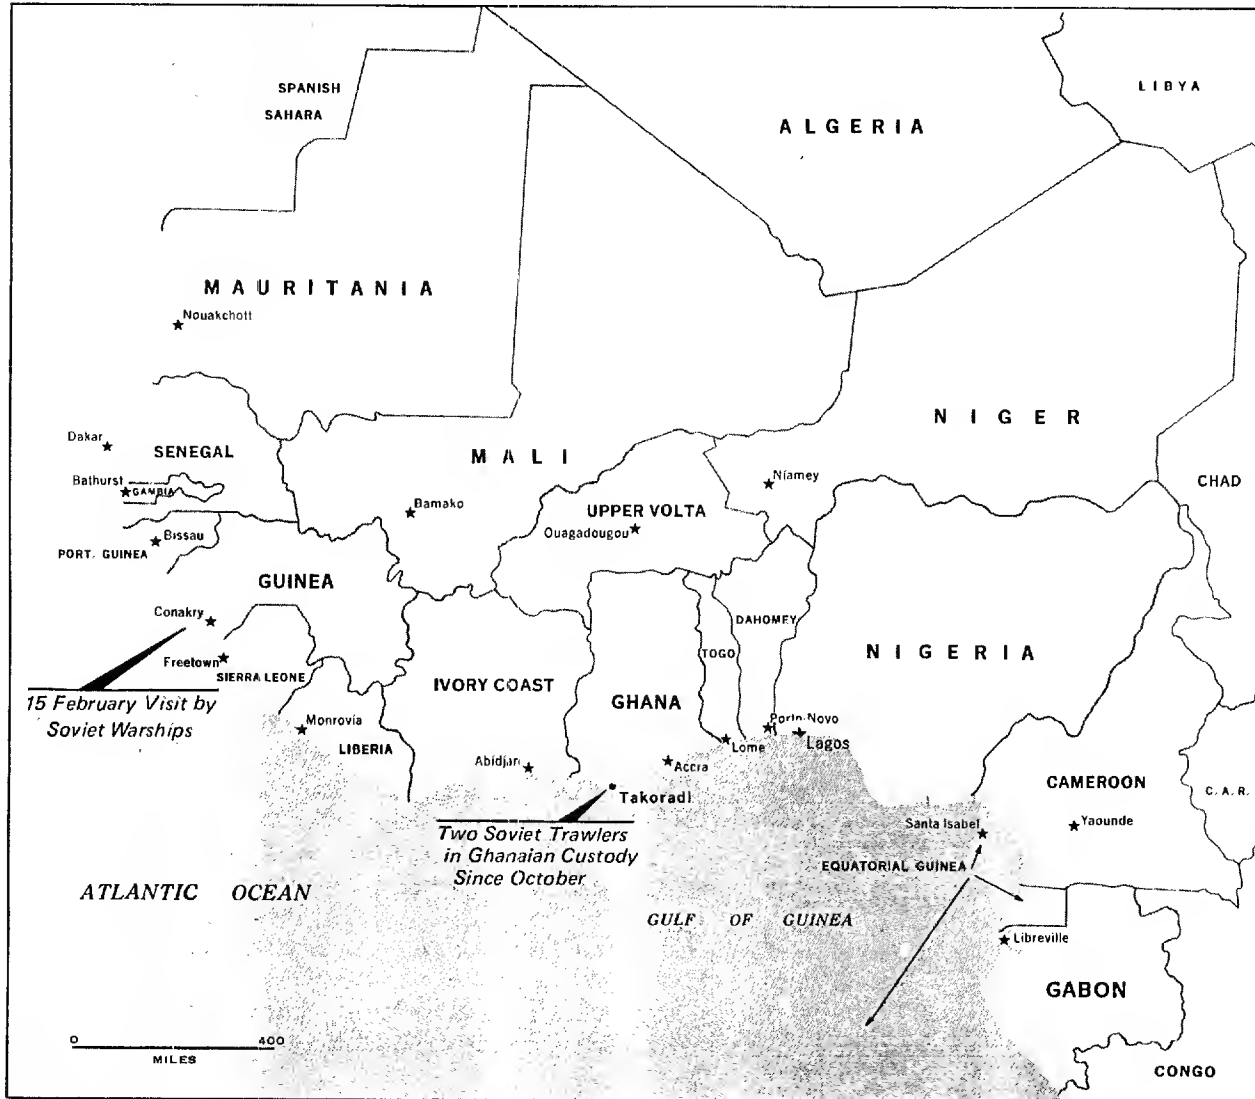 SPANISH
SAHARA
ALGERIA
LIBYA
MAURITANIA
Nouakchott
NIGER
Dakar
SENEGAL
MALI
Niamey
CHAD
Bathurst
GAMBIA
Bamako
UPPER VOLTA
Ouagadougou
Bissau
PORT. GUINEA
GUINEA
Conakry
DAHOMEY
Freetown
SIERRA LEONE
TOGO
NIGERIA
IVORY COAST
GHANA
15 February Visit by
Soviet Warships
Monrovia
LIBERIA
Porto-Novo
Lome
Lagos
Abidjan
Accra
CAMEROON
Takoradi
C.A.R.
Santa Isabel
Yaounde
Two Soviet Trawlers
in Ghanaian Custody
Since October
EQUATORIAL GUINEA
ATLANTIC OCEAN
GULF OF GUINEA
Libreville
GABON
0 400
MILES
CONGO